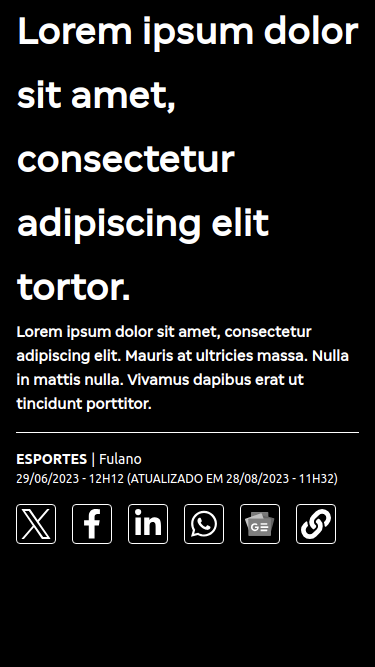 Lorem ipsum dolor
sit amet,
consectetur
adipiscing elit
tortor.
Lorem ipsum dolor sit amet, consectetur
adipiscing elit. Mauris at ultricies massa. Nulla
in mattis nulla. Vivamus dapibus erat ut
tincidunt porttitor.
ESPORTES | Fulano
29/06/2023 - 12H12 (ATUALIZADO EM 28/08/2023 - 11H32)